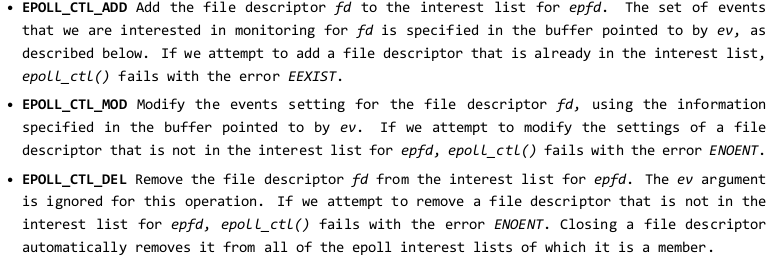 • EPOLL_CTL_ADD Add the file descriptor fd to the interest list for epfd. The set of events
that we are interested in monitoring for fd is specified in the buffer pointed to by ev, as
described below. If we attempt to add a file descriptor that is already in the interest list,
epoll_ctl() fails with the error EEXIST.
• EPOLL_CTL_MOD Modify the events setting for the file descriptor fd, using the information
specified in the buffer pointed to by ev. If we attempt to modify the settings of a file
descriptor that is not in the interest list for epfd, epoll_ctl() fails with the error ENOENT.
• EPOLL_CTL_DEL Remove the file descriptor fd from the interest list for epfd. The ev argument
is ignored for this operation. If we attempt to remove a file descriptor that is not in the
interest list for epfd, epoll_ctl() fails with the error ENOENT. Closing a file descriptor
automatically removes it from all of the epoll interest lists of which it is a member.